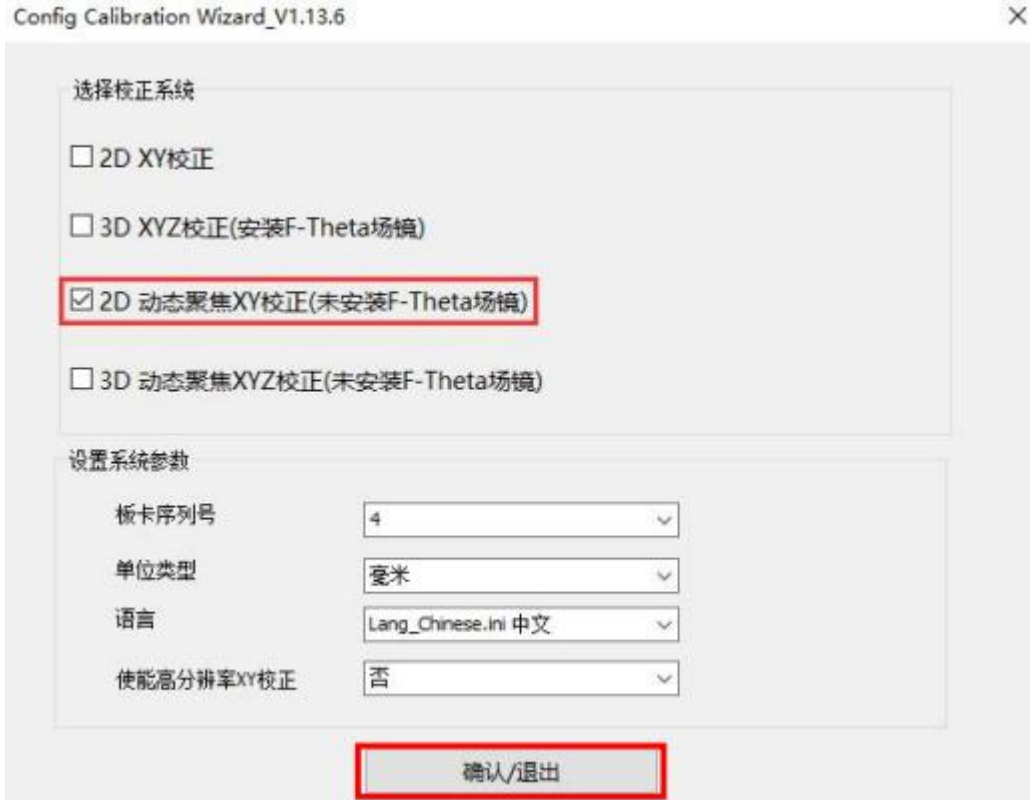 Config Calibration Wizard_V1.13.6
选择校正系统
2D XY校正
3D XYZ校正(安装F-Theta场镜)
2D 动态聚焦XY校正(未安装F-Theta场镜)
3D 动态聚焦XYZ校正(未安装F-Theta场镜)
设置系统参数
板卡序列号 4
单位类型 毫米
语言 Lang_Chinese.ini 中文
使能高分辨率XY校正 否
确认/退出